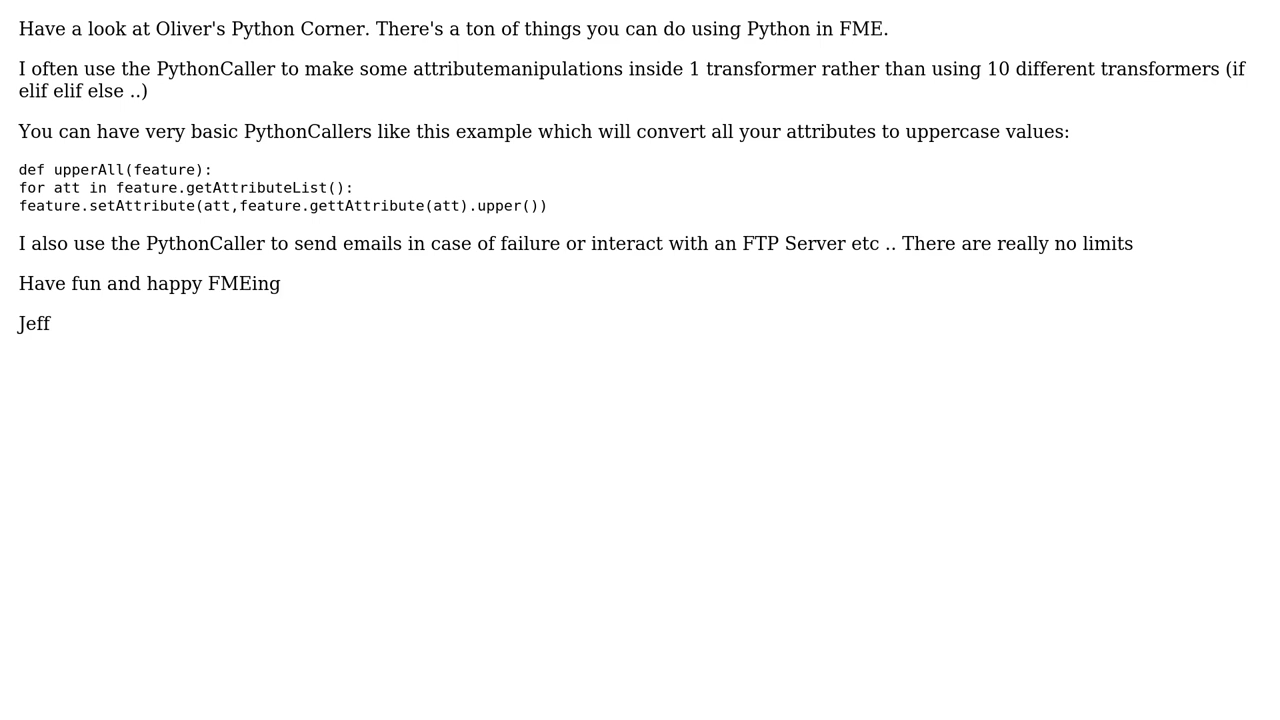 Have a look at Oliver's Python Corner. There's a ton of things you can do using Python in FME.
I often use the PythonCaller to make some attributemanipulations inside 1 transformer rather than using 10 different transformers (if
elif elif else ..)
You can have very basic PythonCallers like this example which will convert all your attributes to uppercase values:
def upperAll(feature):
for att in feature.getAttributeList():
feature.setAttribute(att,feature.gettAttribute(att).upper())
I also use the PythonCaller to send emails in case of failure or interact with an FTP Server etc .. There are really no limits
Have fun and happy FMEing
Jeff